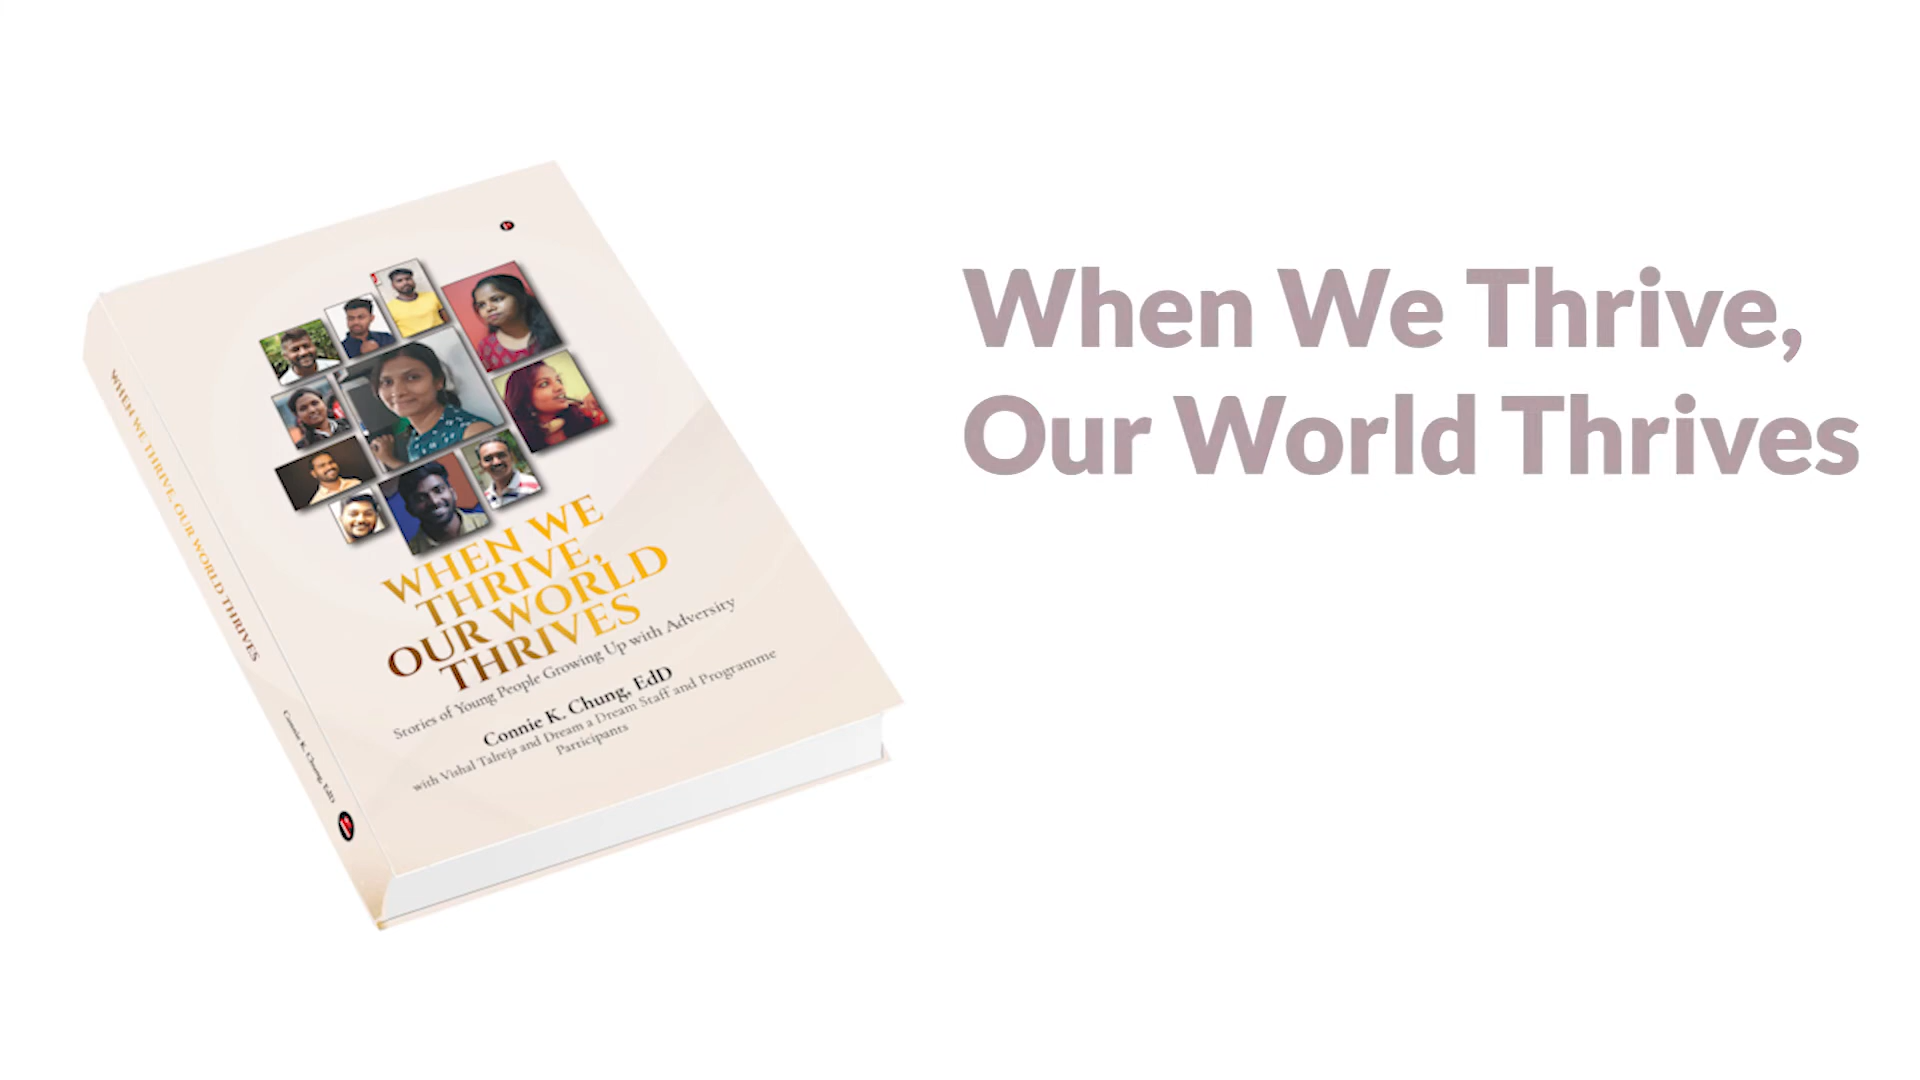 WHEN WE
THRIVE,
OUR WORLD
THRIVES
Stories of Young People Growing Up with Adversity
Connie K. Chung, EdD
with Vishal Talreja and Dream a Dream Staff and Programme
Participants
WHEN WE THRIVE, OUR WORLD THRIVES
Connie K. Chung, EdD
When We Thrive,
Our World Thrives